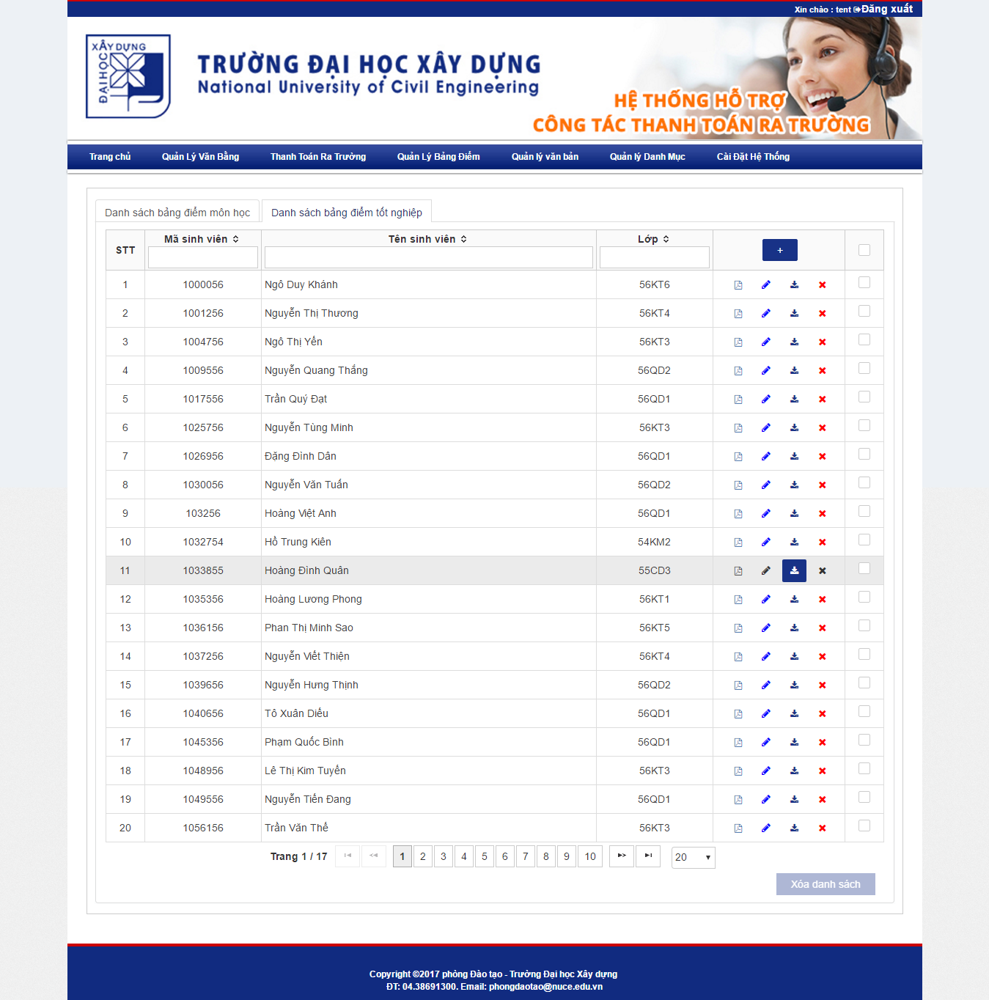 Xin chào : tent Đăng xuất
XÂY DỰNG
ĐẠI HỌC
TRƯỜNG ĐẠI HỌC XÂY DỰNG
National University of Civil Engineering
HỆ THỐNG HỖ TRỢ
CÔNG TÁC THANH TOÁN RA TRƯỜNG
Trang chủ Quản Lý Văn Bằng Thanh Toán Ra Trường Quản Lý Bảng Điểm Quản lý văn bản Quản lý Danh Mục Cài Đặt Hệ Thống
Danh sách bảng điểm môn học Danh sách bảng điểm tốt nghiệp
STT Mã sinh viên Tên sinh viên Lớp +
1 1000056 Ngô Duy Khánh 56KT6
2 1001256 Nguyễn Thị Thương 56KT4
3 1004756 Ngô Thị Yến 56KT3
4 1009556 Nguyễn Quang Thắng 56QD2
5 1017556 Trần Quý Đạt 56QD1
6 1025756 Nguyễn Tùng Minh 56KT3
7 1026956 Đặng Đình Dân 56QD1
8 1030056 Nguyễn Văn Tuấn 56QD2
9 103256 Hoàng Việt Anh 56QD1
10 1032754 Hồ Trung Kiên 54KM2
11 1033855 Hoàng Đình Quân 55CD3
12 1035356 Hoàng Lương Phong 56KT1
13 1036156 Phan Thị Minh Sao 56KT5
14 1037256 Nguyễn Viết Thiện 56KT4
15 1039656 Nguyễn Hưng Thịnh 56QD2
16 1040656 Tô Xuân Diểu 56QD1
17 1045356 Phạm Quốc Bình 56QD1
18 1048956 Lê Thị Kim Tuyến 56KT3
19 1049556 Nguyễn Tiến Đang 56QD1
20 1056156 Trần Văn Thế 56KT3
Trang 1 / 17 1 2 3 4 5 6 7 8 9 10 20
Xóa danh sách
Copyright ©2017 phòng Đào tạo - Trường Đại học Xây dựng
ĐT: 04.38691300. Email: phongdaotao@nuce.edu.vn